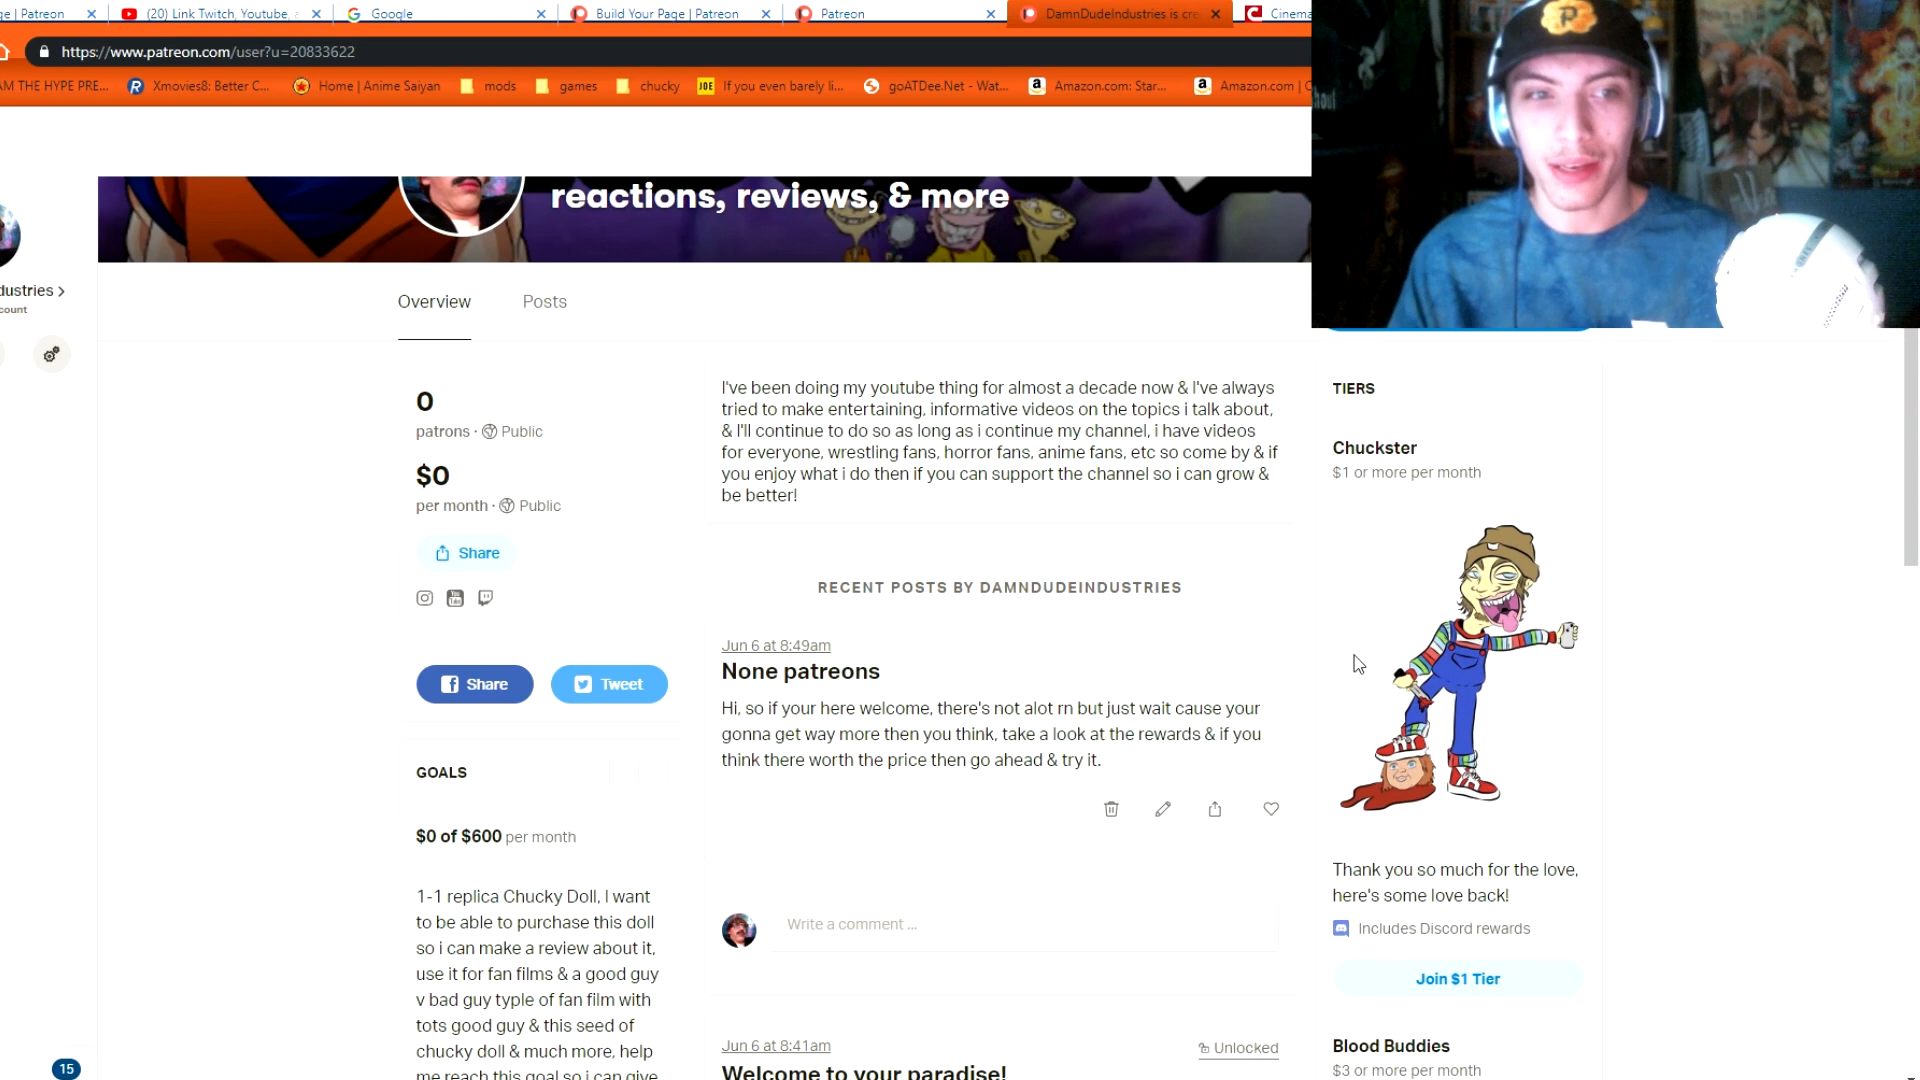 ge | Patreon
(20) Link Twitch, Youtube, a
Google
Build Your Page | Patreon
Patreon
DamnDudeIndustries is cre
Cinema
https://www.patreon.com/user?u=20833622
AM THE HYPE PRE...
Xmovies8: Better C...
Home | Anime Saiyan
mods
games
chucky
JOE
If you even barely li...
goATDee.Net - Wat...
Amazon.com: Star...
Amazon.com | C
reactions, reviews, & more
dustries >
count
Overview
Posts
0
patrons · Public
$0
per month · Public
Share
Share
Tweet
GOALS
$0 of $600 per month
1-1 replica Chucky Doll, I want
to be able to purchase this doll
so i can make a review about it,
use it for fan films & a good guy
v bad guy typle of fan film with
tots good guy & this seed of
chucky doll & much more, help
me reach this goal so i can give
15
I've been doing my youtube thing for almost a decade now & I've always
tried to make entertaining, informative videos on the topics i talk about,
& I'll continue to do so as long as i continue my channel, i have videos
for everyone, wrestling fans, horror fans, anime fans, etc so come by & if
you enjoy what i do then if you can support the channel so i can grow &
be better!
RECENT POSTS BY DAMNDUDEINDUSTRIES
Jun 6 at 8:49am
None patreons
Hi, so if your here welcome, there's not alot rn but just wait cause your
gonna get way more then you think, take a look at the rewards & if you
think there worth the price then go ahead & try it.
Write a comment ...
Jun 6 at 8:41am
Unlocked
Welcome to your paradise!
TIERS
Chuckster
$1 or more per month
Thank you so much for the love,
here's some love back!
Includes Discord rewards
Join $1 Tier
Blood Buddies
$3 or more per month